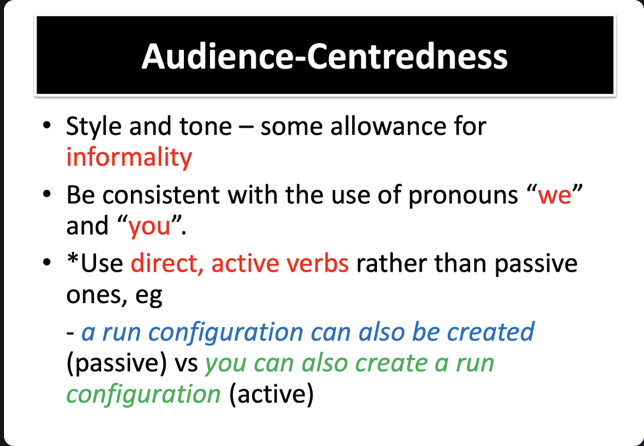 Audience-Centredness
• Style and tone – some allowance for
informality
• Be consistent with the use of pronouns “we”
and “you”.
• *Use direct, active verbs rather than passive
ones, eg
- a run configuration can also be created
(passive) vs you can also create a run
configuration (active)